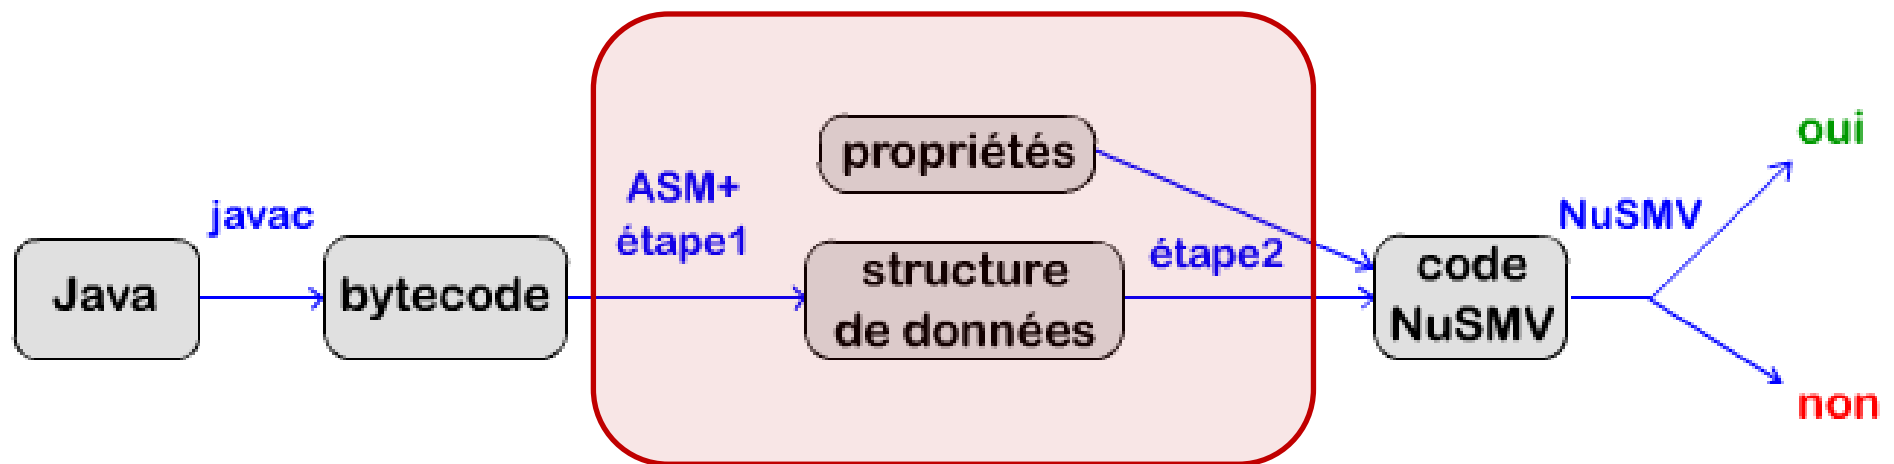 Java
javac
bytecode
ASM+
étape1
propriétés
structure
de données
étape2
code
NuSMV
NuSMV
oui
non